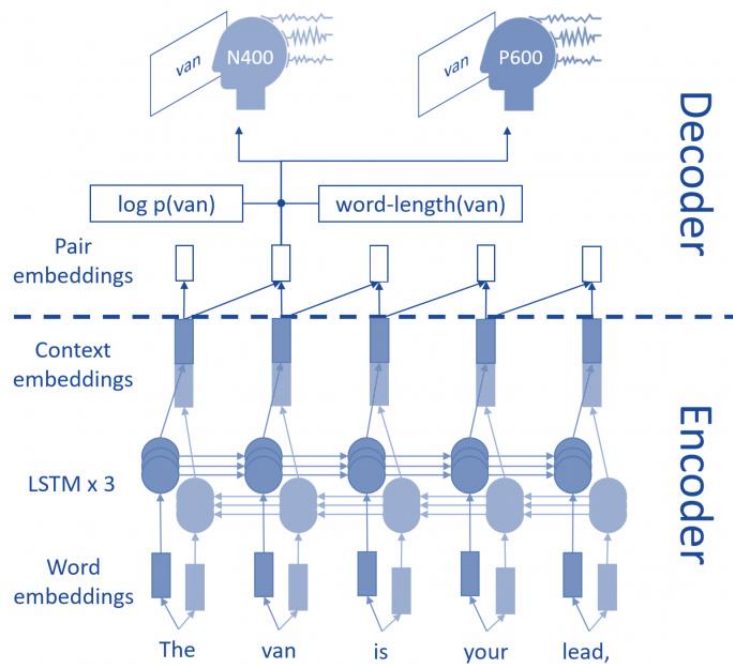 van
N400
van
P600
Decoder
log p(van)
word-length(van)
Pair
embeddings
Context
embeddings
Encoder
LSTM x 3
Word
embeddings
The van is your lead,